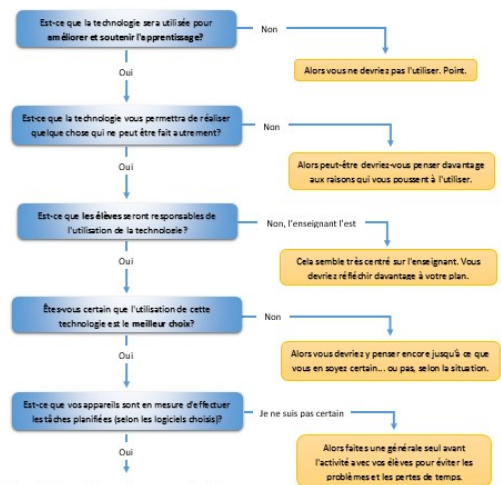 Est-ce que la technologie sera utilisée pour
améliorer et soutenir l'apprentissage?
Non
Alors vous ne devriez pas l'utiliser. Point.
Oui
Est-ce que la technologie vous permettra de réaliser
quelque chose qui ne peut être fait autrement?
Non
Alors peut-être devriez-vous penser davantage
aux raisons qui vous poussent à l'utiliser.
Oui
Est-ce que les élèves seront responsables de
l'utilisation de la technologie?
Non, l'enseignant l'est
Cela semble très centré sur l'enseignant. Vous
devriez réfléchir davantage à votre plan.
Oui
Êtes-vous certain que l'utilisation de cette
technologie est le meilleur choix?
Non
Alors vous devriez y penser encore jusqu'à ce que
vous en soyez certain... ou pas, selon la situation.
Oui
Est-ce que vos appareils sont en mesure d'effectuer
les tâches planifiées (selon les logiciels choisis)?
Je ne suis pas certain
Alors faites une générale seul avant
l'activité avec vos élèves pour éviter les
problèmes et les pertes de temps.
Oui